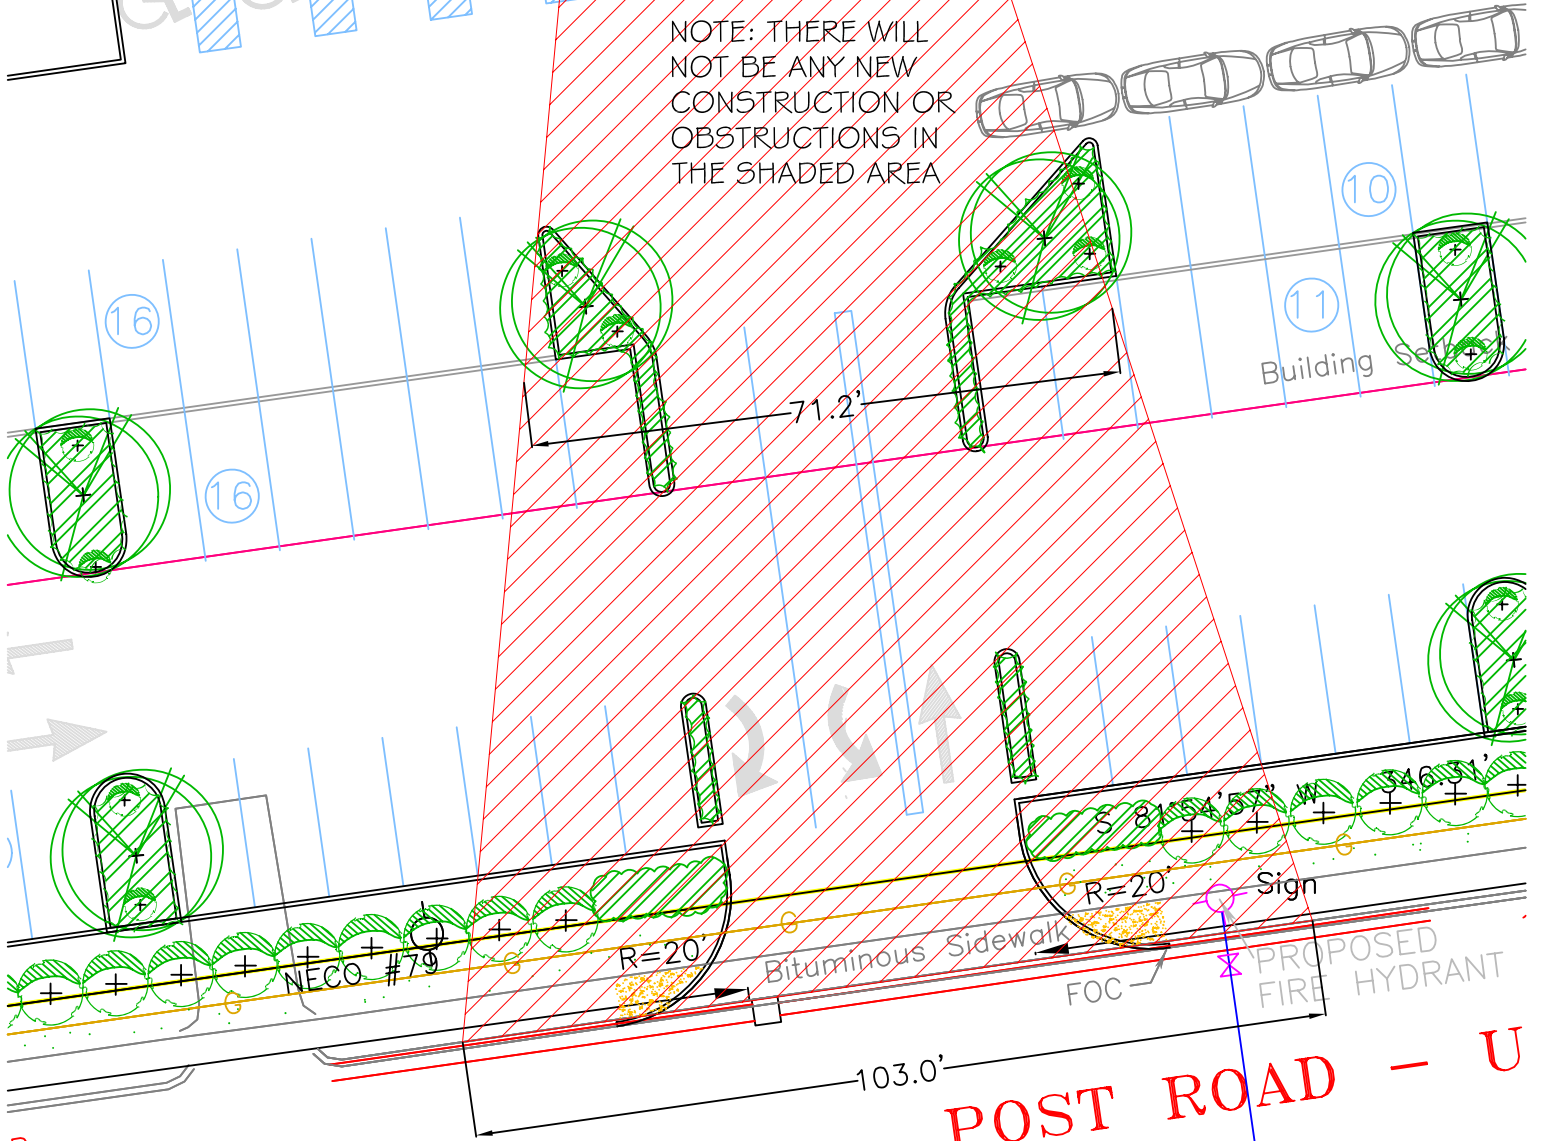 NOTE: THERE WILL
NOT BE ANY NEW
CONSTRUCTION OR
OBSTRUCTIONS IN
THE SHADED AREA
10
16
11
Building Setback
71.2'
16
346.31'
S 81°54'57" W
G
R=20'
G
Sign
G
R=20'
Bituminous Sidewalk
NECO #79
G
G
PROPOSED
FIRE HYDRANT
FOC
103.0'
POST ROAD - U